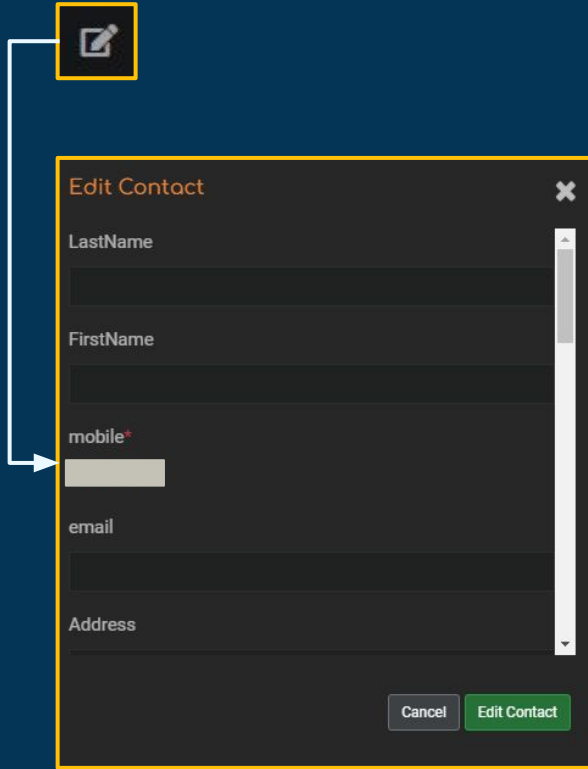 Edit Contact
LastName
FirstName
mobile*
email
Address
Cancel Edit Contact